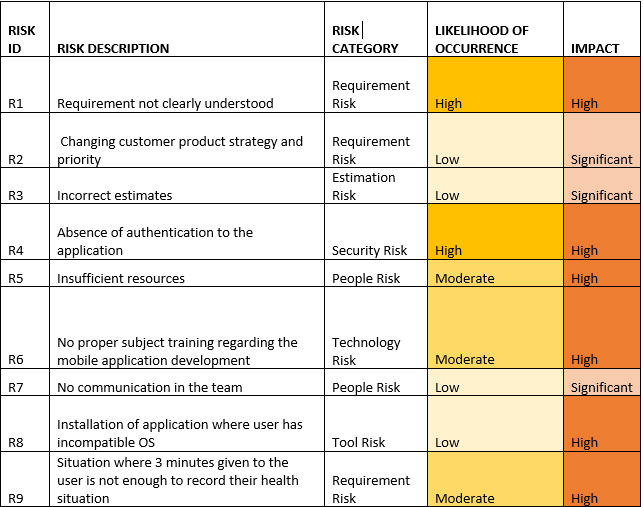 RISK ID RISK DESCRIPTION RISK CATEGORY LIKELIHOOD OF OCCURRENCE IMPACT
R1 Requirement not clearly understood Requirement Risk High High
R2 Changing customer product strategy and priority Requirement Risk Low Significant
R3 Incorrect estimates Estimation Risk Low Significant
R4 Absence of authentication to the application Security Risk High High
R5 Insufficient resources People Risk Moderate High
R6 No proper subject training regarding the mobile application development Technology Risk Moderate High
R7 No communication in the team People Risk Low Significant
R8 Installation of application where user has incompatible OS Tool Risk Low High
R9 Situation where 3 minutes given to the user is not enough to record their health situation Requirement Risk Moderate High